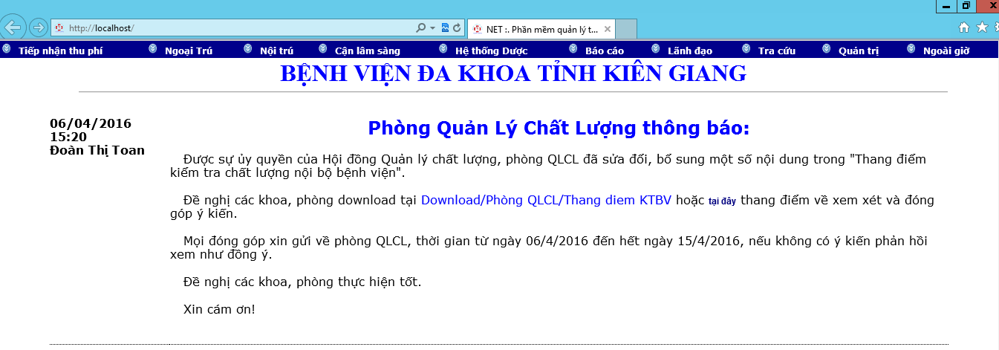 http://localhost/
NET :. Phần mềm quản lý t...
Tiếp nhận thu phí Ngoại Trú Nội trú Cận lâm sàng Hệ thống Dược Báo cáo Lãnh đạo Tra cứu Quản trị Ngoài giờ
BỆNH VIỆN ĐA KHOA TỈNH KIÊN GIANG
06/04/2016
15:20
Đoàn Thị Toan
Phòng Quản Lý Chất Lượng thông báo:
Được sự ủy quyền của Hội đồng Quản lý chất lượng, phòng QLCL đã sửa đổi, bổ sung một số nội dung trong "Thang điểm
kiểm tra chất lượng nội bộ bệnh viện".
Đề nghị các khoa, phòng download tại Download/Phòng QLCL/Thang diem KTBV hoặc tại đây thang điểm về xem xét và đóng
góp ý kiến.
Mọi đóng góp xin gửi về phòng QLCL, thời gian từ ngày 06/4/2016 đến hết ngày 15/4/2016, nếu không có ý kiến phản hồi
xem như đồng ý.
Đề nghị các khoa, phòng thực hiện tốt.
Xin cám ơn!